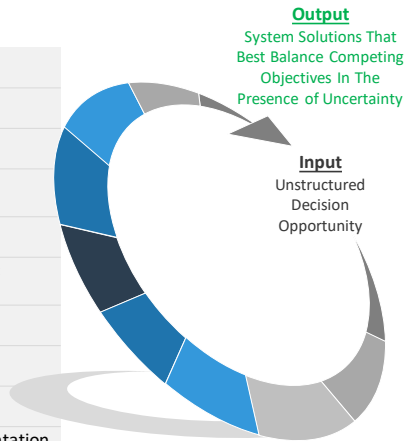 Output
System Solutions That
Best Balance Competing
Objectives In The
Presence of Uncertainty
Input
Unstructured
Decision
Opportunity